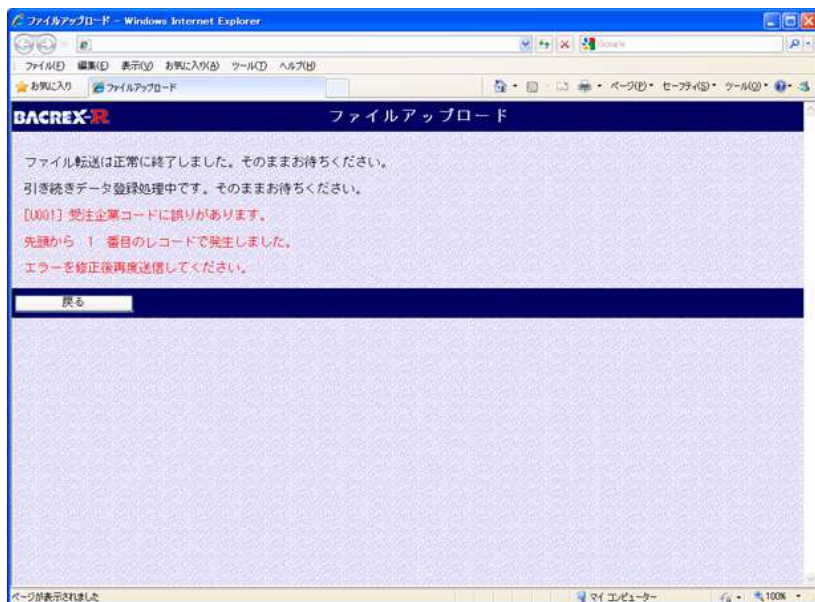 ファイルアップロード - Windows Internet Explorer
Google
ファイル(F) 編集(E) 表示(V) お気に入り(A) ツール(T) ヘルプ(H)
お気に入り ファイルアップロード ページ(P) セーフティ(S) ツール(O)
BACREX-R ファイルアップロード
ファイル転送は正常に終了しました。そのままお待ちください。
引き続きデータ登録処理中です。そのままお待ちください。
[U001] 受注企業コードに誤りがあります。
先頭から 1 番目のレコードで発生しました。
エラーを修正後再度送信してください。
戻る
ページが表示されました マイ コンピューター 100%